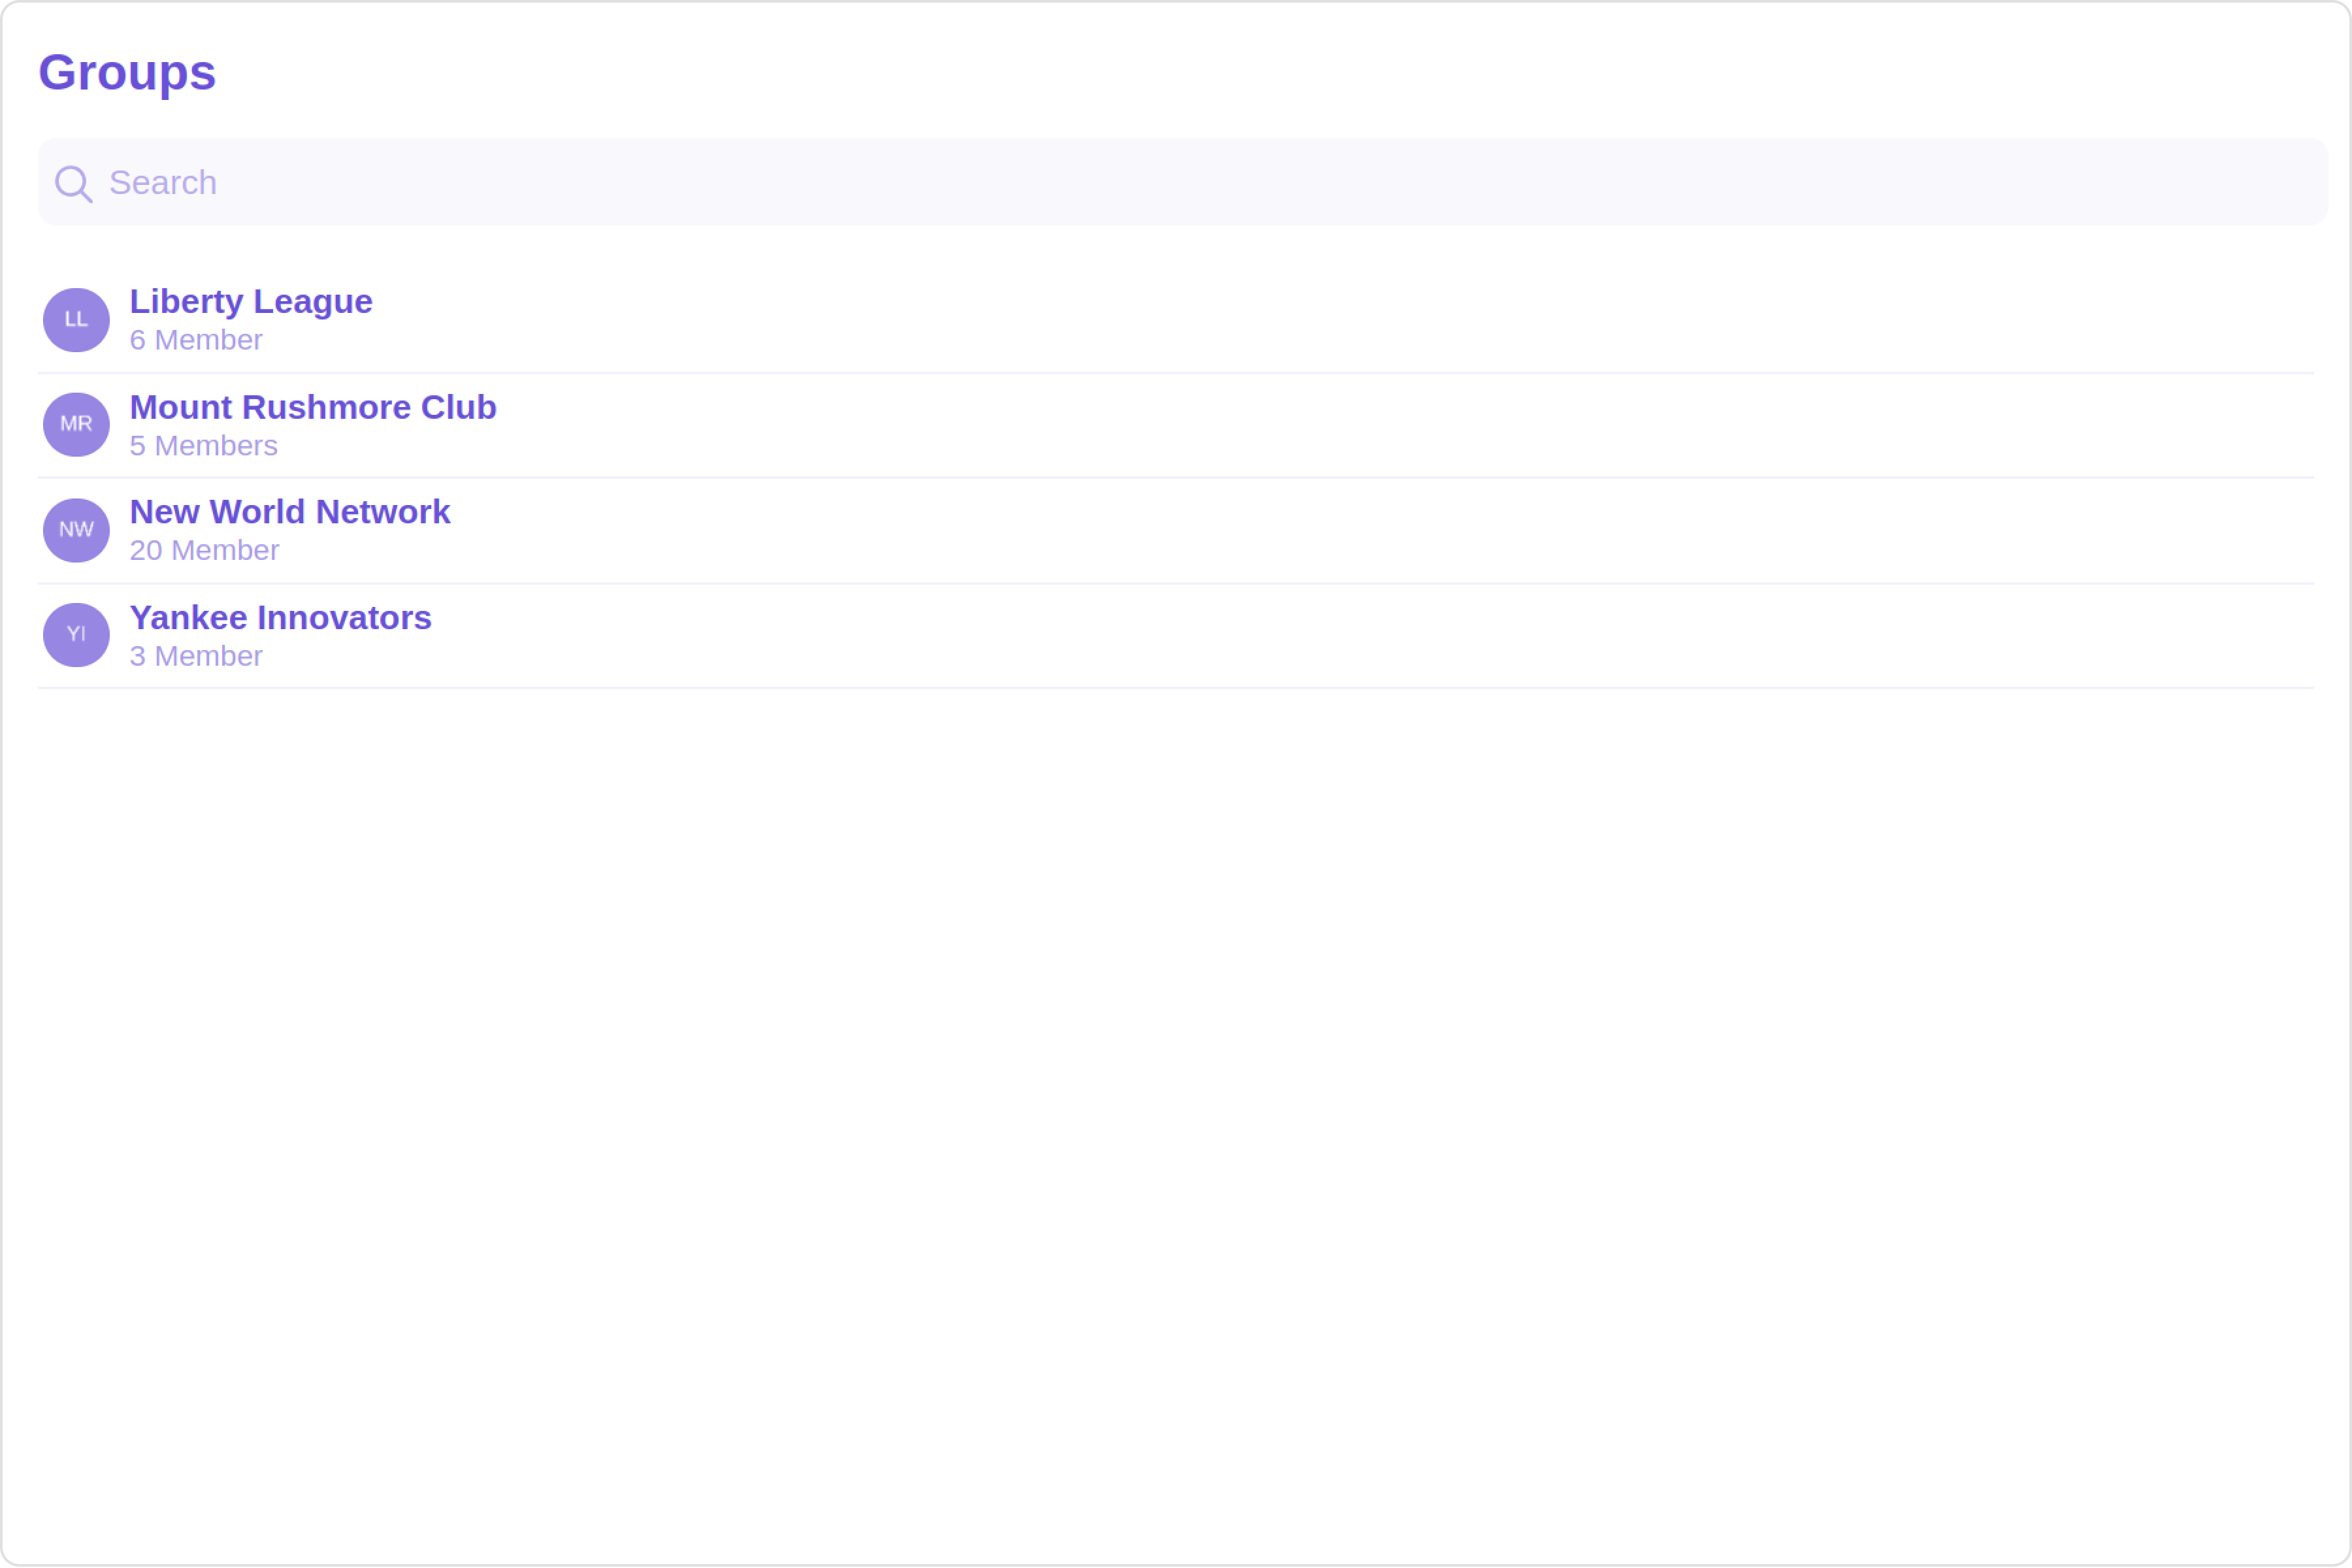 Groups
Search
LL
Liberty League
6 Member
MR
Mount Rushmore Club
5 Members
NW
New World Network
20 Member
YI
Yankee Innovators
3 Member